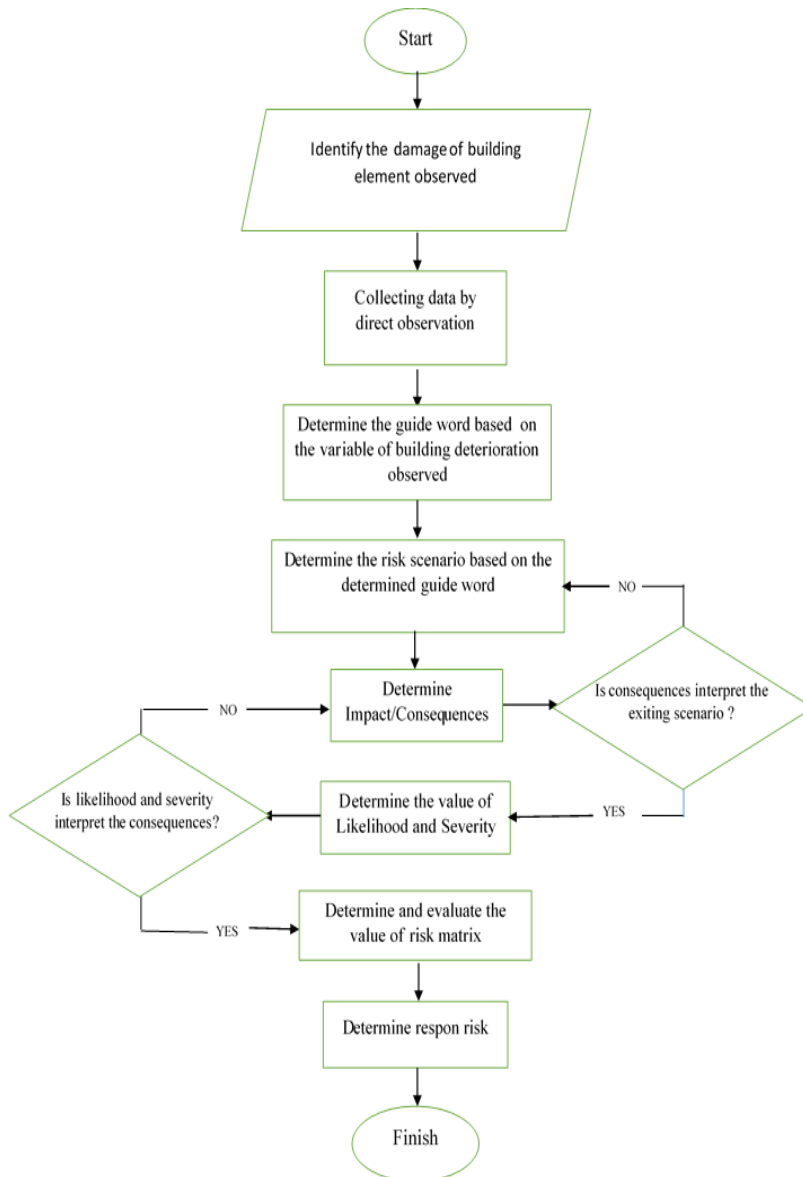 Start
Identify the damage of building
element observed
Collecting data by
direct observation
Determine the guide word based on
the variable of building deterioration
observed
Determine the risk scenario based on the
determined guide word
NO
Determine
Impact/Consequences
Is consequences interpret the
exiting scenario ?
NO
Is likelihood and severity
interpret the consequences?
Determine the value of
Likelihood and Severity
YES
YES
Determine and evaluate the
value of risk matrix
Determine respon risk
Finish